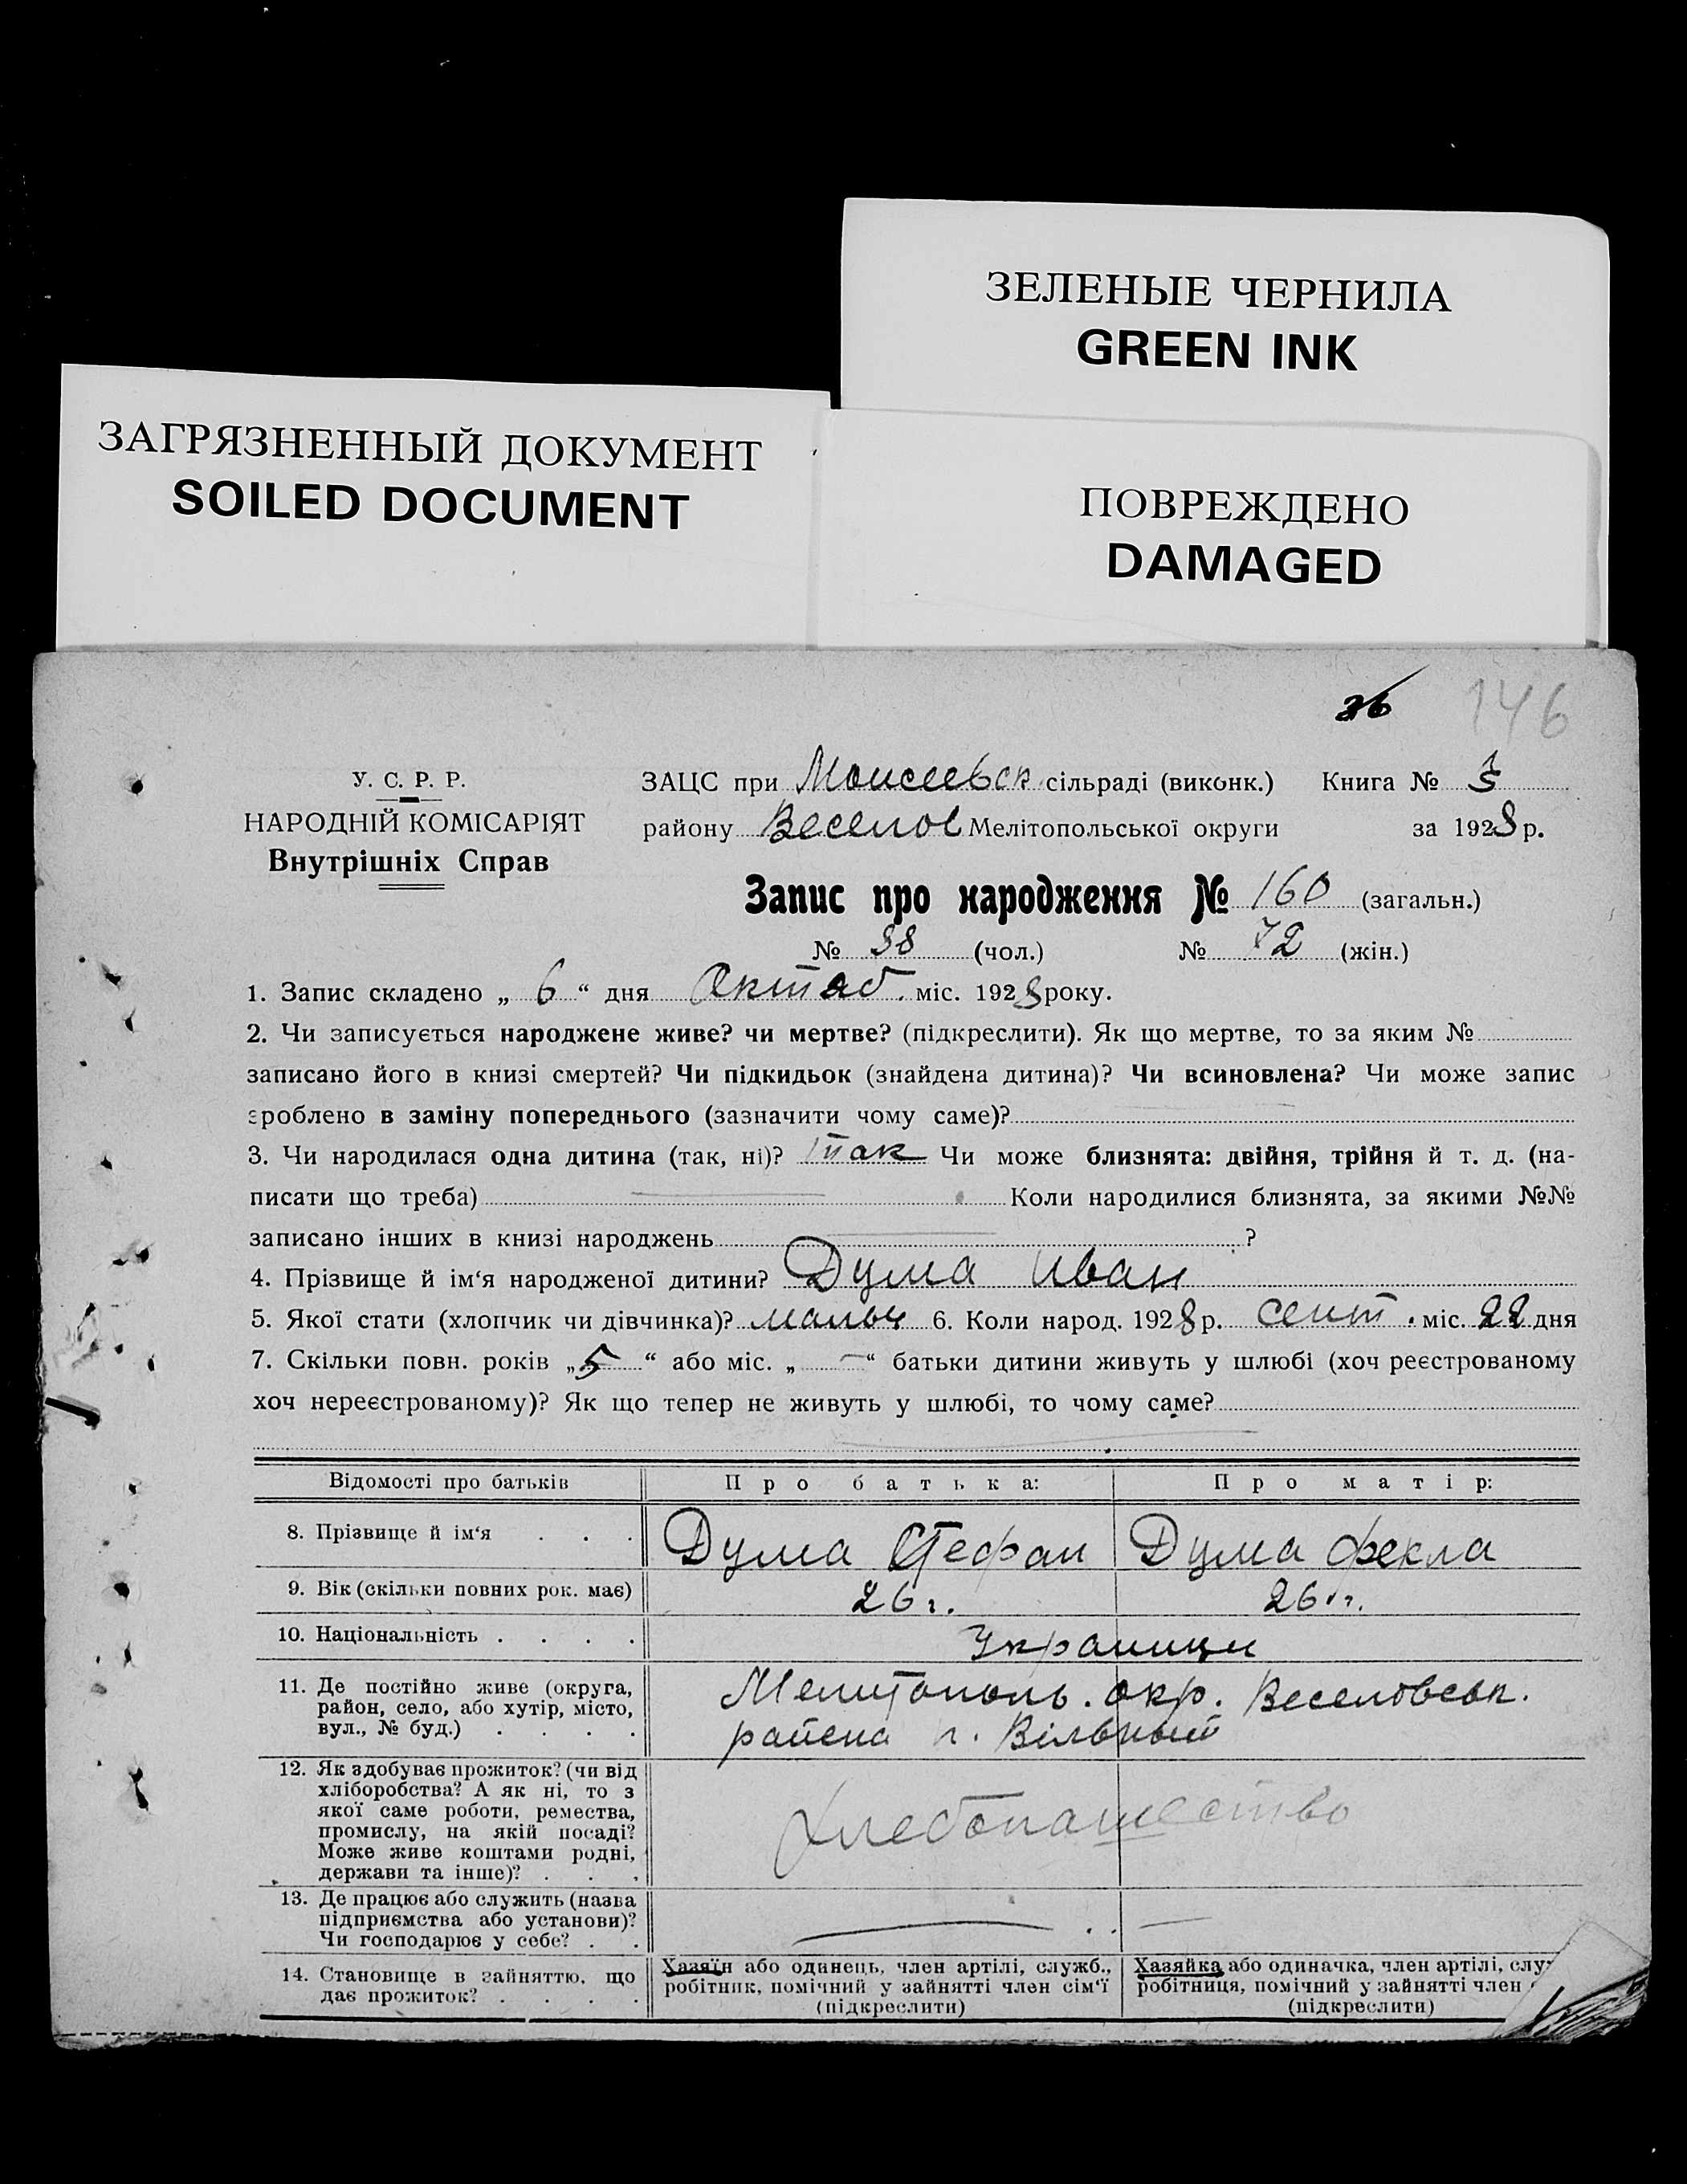 ЗЕЛЕНЫЕ ЧЕРНИЛА
GREEN INK
ЗАГРЯЗНЕННЫЙ ДОКУМЕНТ
SOILED DOCUMENT
ПОВРЕЖДЕНО
DAMAGED
36 146
У. С. Р. Р.
НАРОДНІЙ КОМІСАРІЯТ
Внутрішніх Справ
ЗАЦС при Моисеевск сільраді (виконк.) Книга №
району Веселов Мелітопольської округи за 1928 р.
Запис про народження № 160 (загальн.)
№ 88 (чол.) № 72 (жін.)
1. Запис складено „ 6 “ дня Октяб. міс. 1928 року.
2. Чи записується народжене живе? чи мертве? (підкреслити). Як що мертве, то за яким №
записано його в книзі смертей? Чи підкидьок (знайдена дитина)? Чи всиновлена? Чи може запис
зроблено в заміну попереднього (зазначити чому саме)?
3. Чи народилася одна дитина (так, ні)? так Чи може близнята: двійня, трійня й т. д. (на-
писати що треба) Коли народилися близнята, за якими №№
записано інших в книзі народжень ?
4. Прізвище й ім‘я народженої дитини? Дума Иван
5. Якої стати (хлопчик чи дівчинка)? мальч 6. Коли народ. 1928 р. сент. міс. 22 дня
7. Скільки повн. років „ 5 “ або міс. „ — “ батьки дитини живуть у шлюбі (хоч реєстрованому
хоч нереєстрованому)? Як що тепер не живуть у шлюбі, то чому саме?
Відомості про батьків Про батька: Про матір:
8. Прізвище й ім‘я . . . Дума Стефан Дума Фекла
9. Вік (скільки повних рок. має) 26 г. 26 г.
10. Національність . . . . Украинцы
11. Де постійно живе (округа,
район, село, або хутір, місто,
вул., № буд.) . . . .
Мелитополь. окр. Веселовск.
района п. Вільный
12. Як здобуває прожиток? (чи від
хліборобства? А як ні, то з
якої саме роботи, ремества,
промислу, на якій посаді?
Може живе коштами родні,
держави та інше)? . . .
Хлебопашество
13. Де працює або служить (назва
підприємства або установи)?
Чи господарює у себе? . .
14. Становище в зайняттю, що
дає прожиток? . . . .
Хазяїн або одинець, член артілі, служб.,
робітник, помічний у зайнятті член сім‘ї
(підкреслити)
Хазяйка або одиначка, член артілі, слу
робітниця, помічний у зайнятті член
(підкреслити)